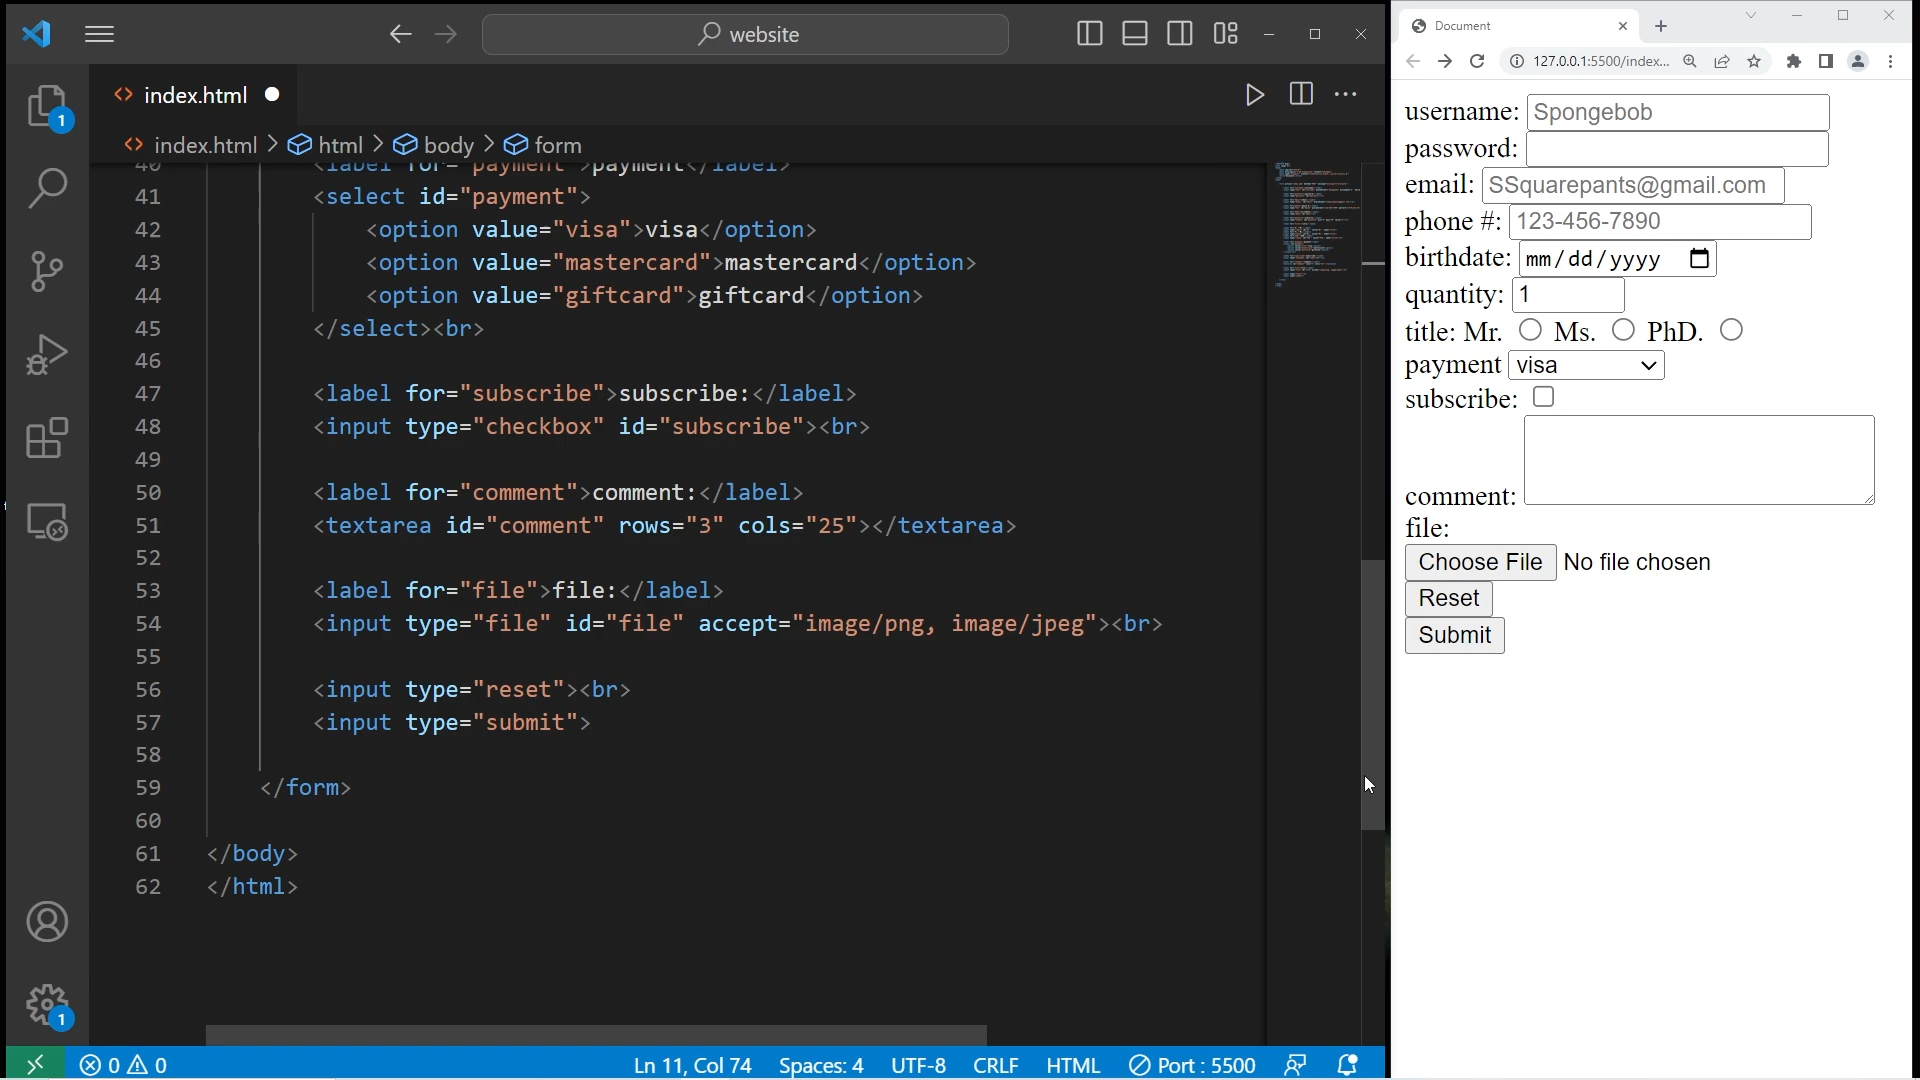 website
index.html
index.html > html > body > form
40 <label for="payment">payment</label>
41 <select id="payment">
42 <option value="visa">visa</option>
43 <option value="mastercard">mastercard</option>
44 <option value="giftcard">giftcard</option>
45 </select><br>
46
47 <label for="subscribe">subscribe:</label>
48 <input type="checkbox" id="subscribe"><br>
49
50 <label for="comment">comment:</label>
51 <textarea id="comment" rows="3" cols="25"></textarea>
52
53 <label for="file">file:</label>
54 <input type="file" id="file" accept="image/png, image/jpeg"><br>
55
56 <input type="reset"><br>
57 <input type="submit">
58
59 </form>
60
61 </body>
62 </html>
1
1
0 0 Ln 11, Col 74 Spaces: 4 UTF-8 CRLF HTML Port : 5500
Document
127.0.0.1:5500/index...
username: Spongebob
password:
email: SSquarepants@gmail.com
phone #: 123-456-7890
birthdate: mm/dd/yyyy
quantity: 1
title: Mr. Ms. PhD.
payment visa
subscribe:
comment:
file:
Choose File No file chosen
Reset
Submit